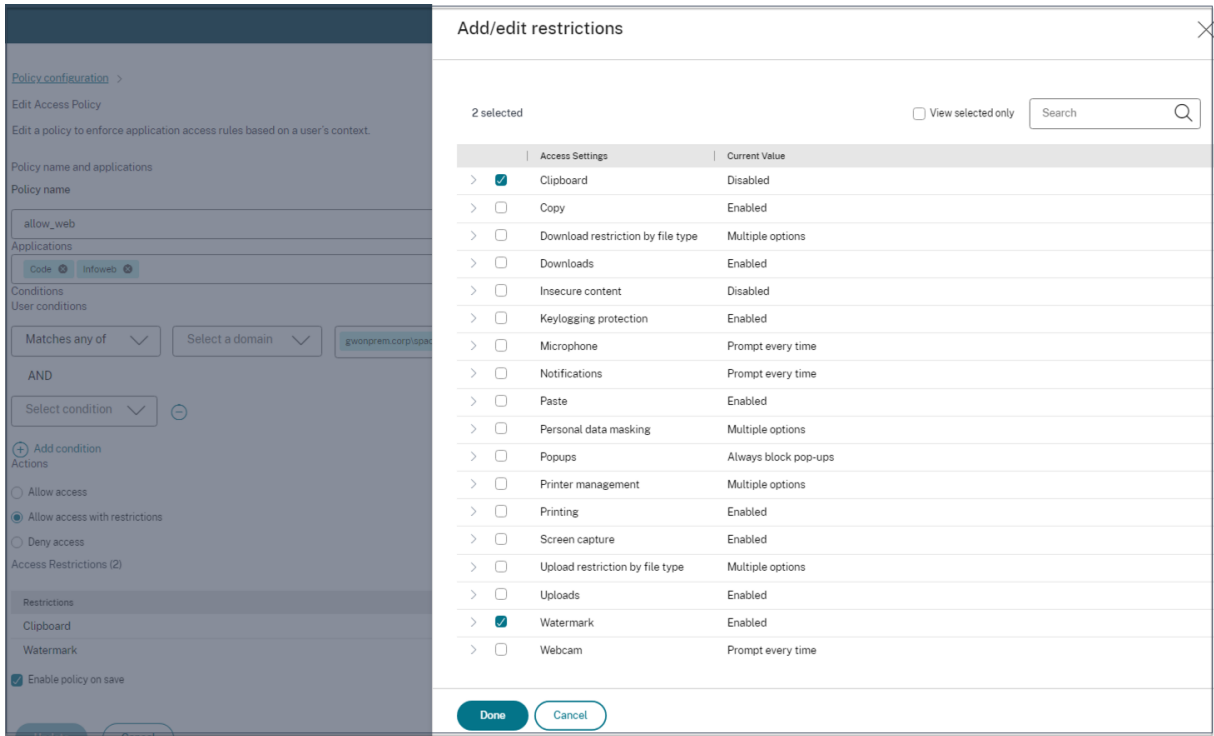 Policy configuration >
Edit Access Policy
Edit a policy to enforce application access rules based on a user's context.
Policy name and applications
Policy name
allow_web
Applications
Code Infoweb
Conditions
User conditions
Matches any of Select a domain gwonprem.corp\spac
AND
Select condition
Add condition
Actions
Allow access
Allow access with restrictions
Deny access
Access Restrictions (2)
Restrictions
Clipboard
Watermark
Enable policy on save
Cancel
Add/edit restrictions
2 selected View selected only Search
Access Settings Current Value
Clipboard Disabled
Copy Enabled
Download restriction by file type Multiple options
Downloads Enabled
Insecure content Disabled
Keylogging protection Enabled
Microphone Prompt every time
Notifications Prompt every time
Paste Enabled
Personal data masking Multiple options
Popups Always block pop-ups
Printer management Multiple options
Printing Enabled
Screen capture Enabled
Upload restriction by file type Multiple options
Uploads Enabled
Watermark Enabled
Webcam Prompt every time
Done Cancel